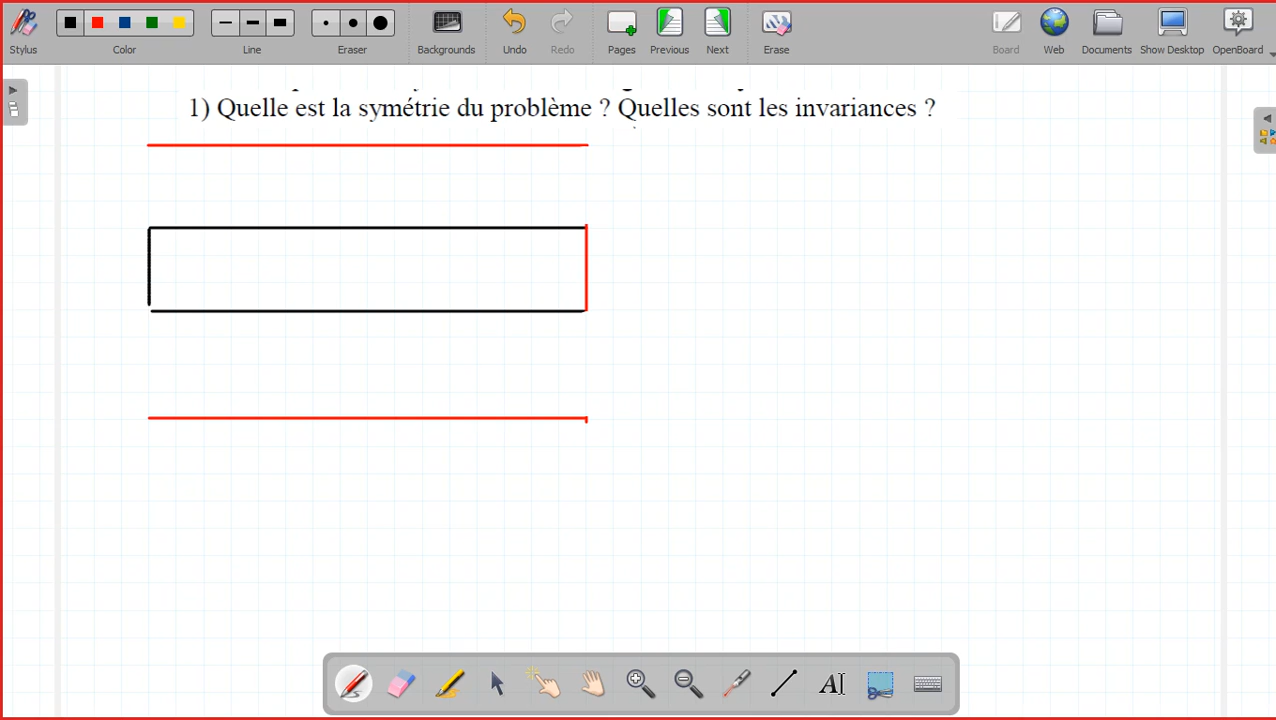 Stylus Color Line Eraser Backgrounds Undo Redo Pages Previous Next Erase Board Web Documents Show Desktop OpenBoard
1) Quelle est la symétrie du problème ? Quelles sont les invariances ?
AI